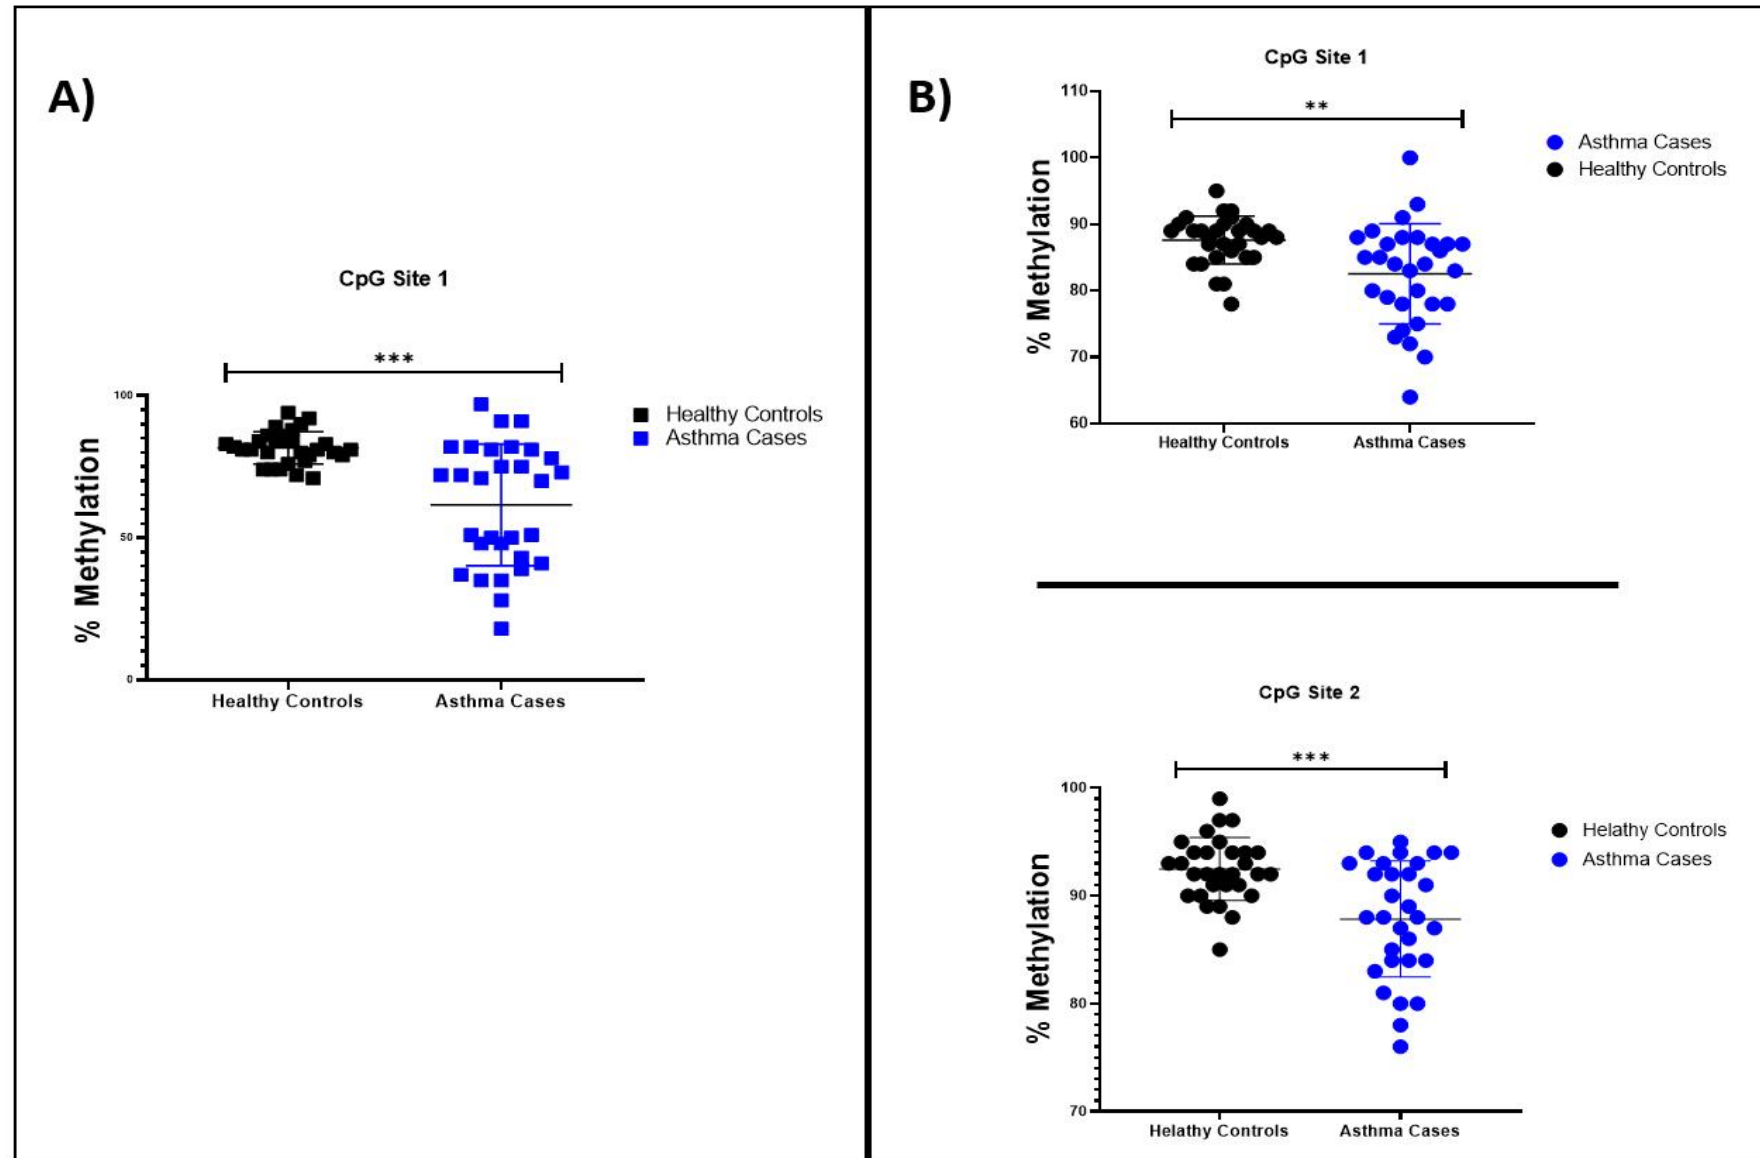 A)
CpG Site 1
***
100
50
0
% Methylation
Healthy Controls
Asthma Cases
Healthy Controls
Asthma Cases
B)
CpG Site 1
**
110
100
90
80
70
60
% Methylation
Healthy Controls
Asthma Cases
Asthma Cases
Healthy Controls
CpG Site 2
***
100
90
80
70
% Methylation
Helathy Controls
Asthma Cases
Helathy Controls
Asthma Cases